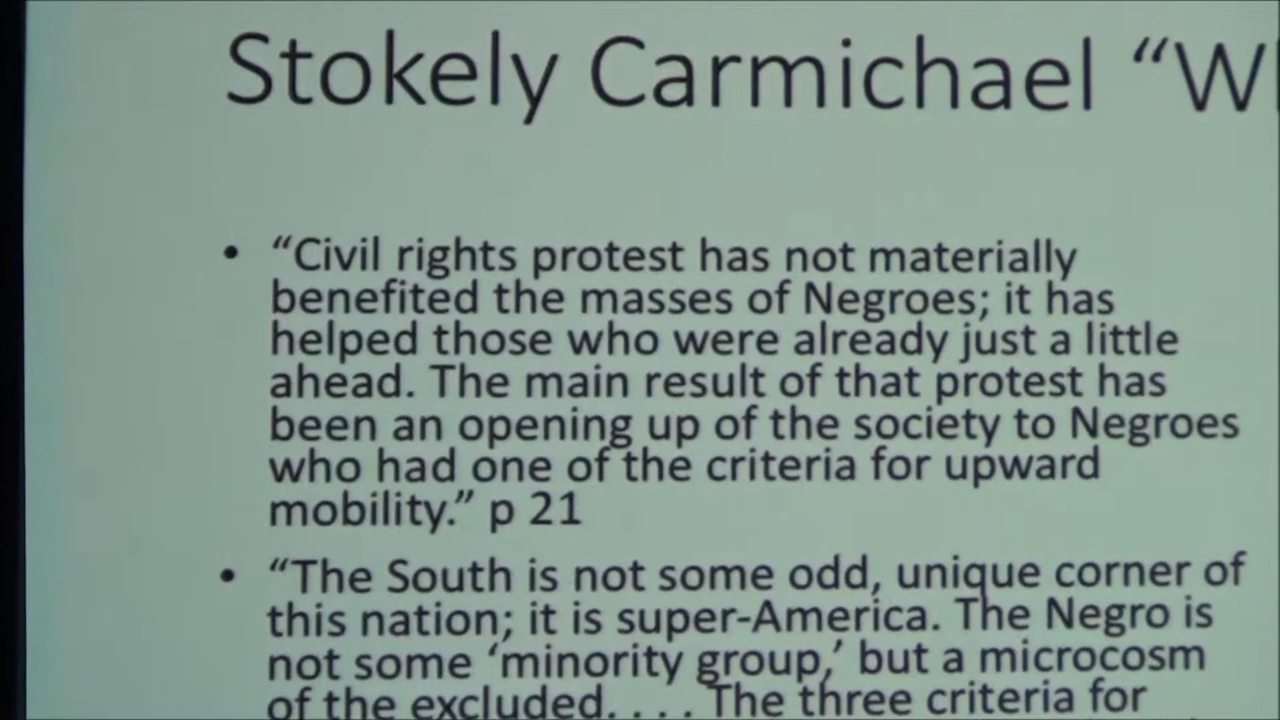 Stokely Carmichael “W
• “Civil rights protest has not materially
benefited the masses of Negroes; it has
helped those who were already just a little
ahead. The main result of that protest has
been an opening up of the society to Negroes
who had one of the criteria for upward
mobility.” p 21
• “The South is not some odd, unique corner of
this nation; it is super-America. The Negro is
not some ‘minority group,’ but a microcosm
of the excluded. . . . The three criteria for